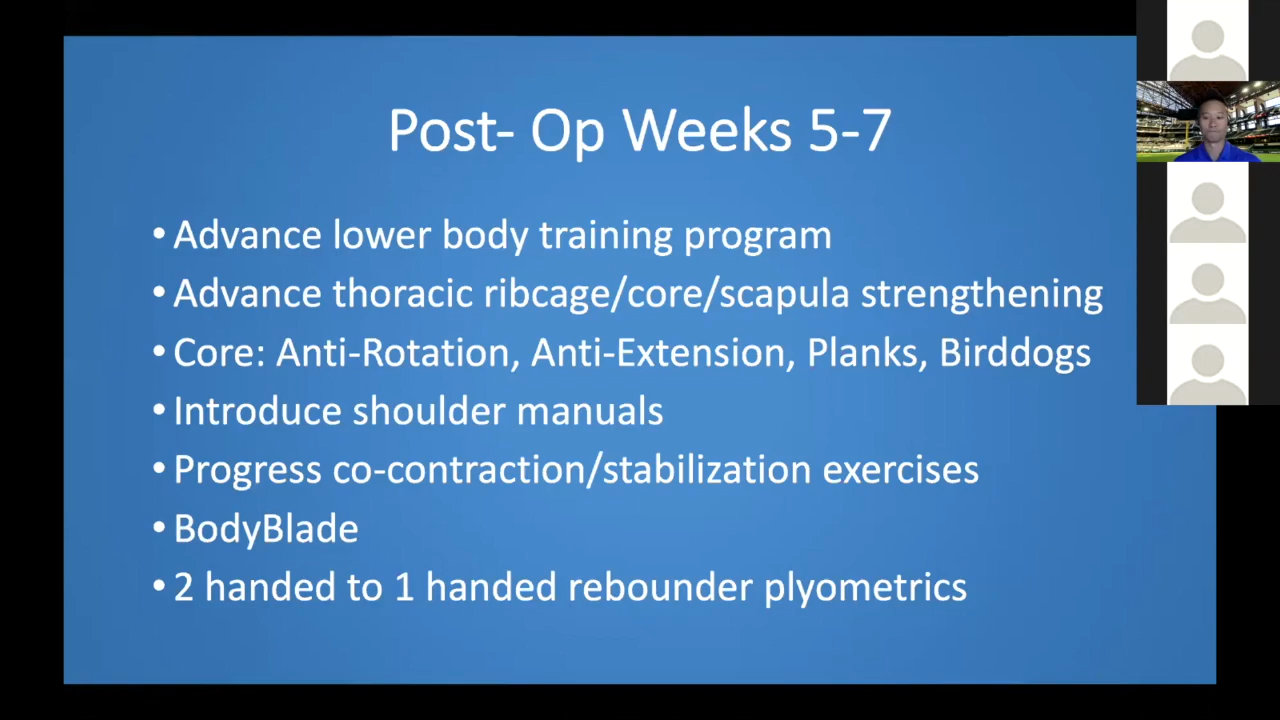 Post- Op Weeks 5-7
• Advance lower body training program
• Advance thoracic ribcage/core/scapula strengthening
• Core: Anti-Rotation, Anti-Extension, Planks, Birddogs
• Introduce shoulder manuals
• Progress co-contraction/stabilization exercises
• BodyBlade
• 2 handed to 1 handed rebounder plyometrics